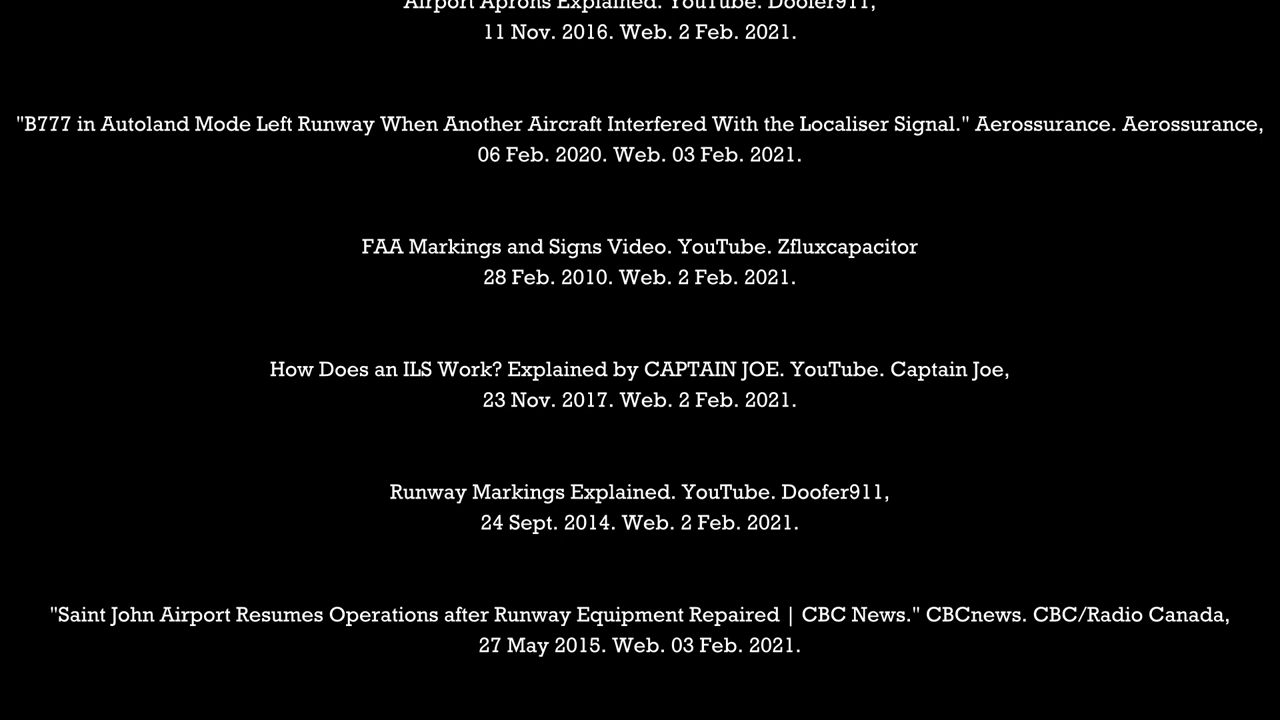 Airport Aprons Explained. YouTube. Doofer911,
11 Nov. 2016. Web. 2 Feb. 2021.
"B777 in Autoland Mode Left Runway When Another Aircraft Interfered With the Localiser Signal." Aerossurance. Aerossurance,
06 Feb. 2020. Web. 03 Feb. 2021.
FAA Markings and Signs Video. YouTube. Zfluxcapacitor
28 Feb. 2010. Web. 2 Feb. 2021.
How Does an ILS Work? Explained by CAPTAIN JOE. YouTube. Captain Joe,
23 Nov. 2017. Web. 2 Feb. 2021.
Runway Markings Explained. YouTube. Doofer911,
24 Sept. 2014. Web. 2 Feb. 2021.
"Saint John Airport Resumes Operations after Runway Equipment Repaired | CBC News." CBCnews. CBC/Radio Canada,
27 May 2015. Web. 03 Feb. 2021.